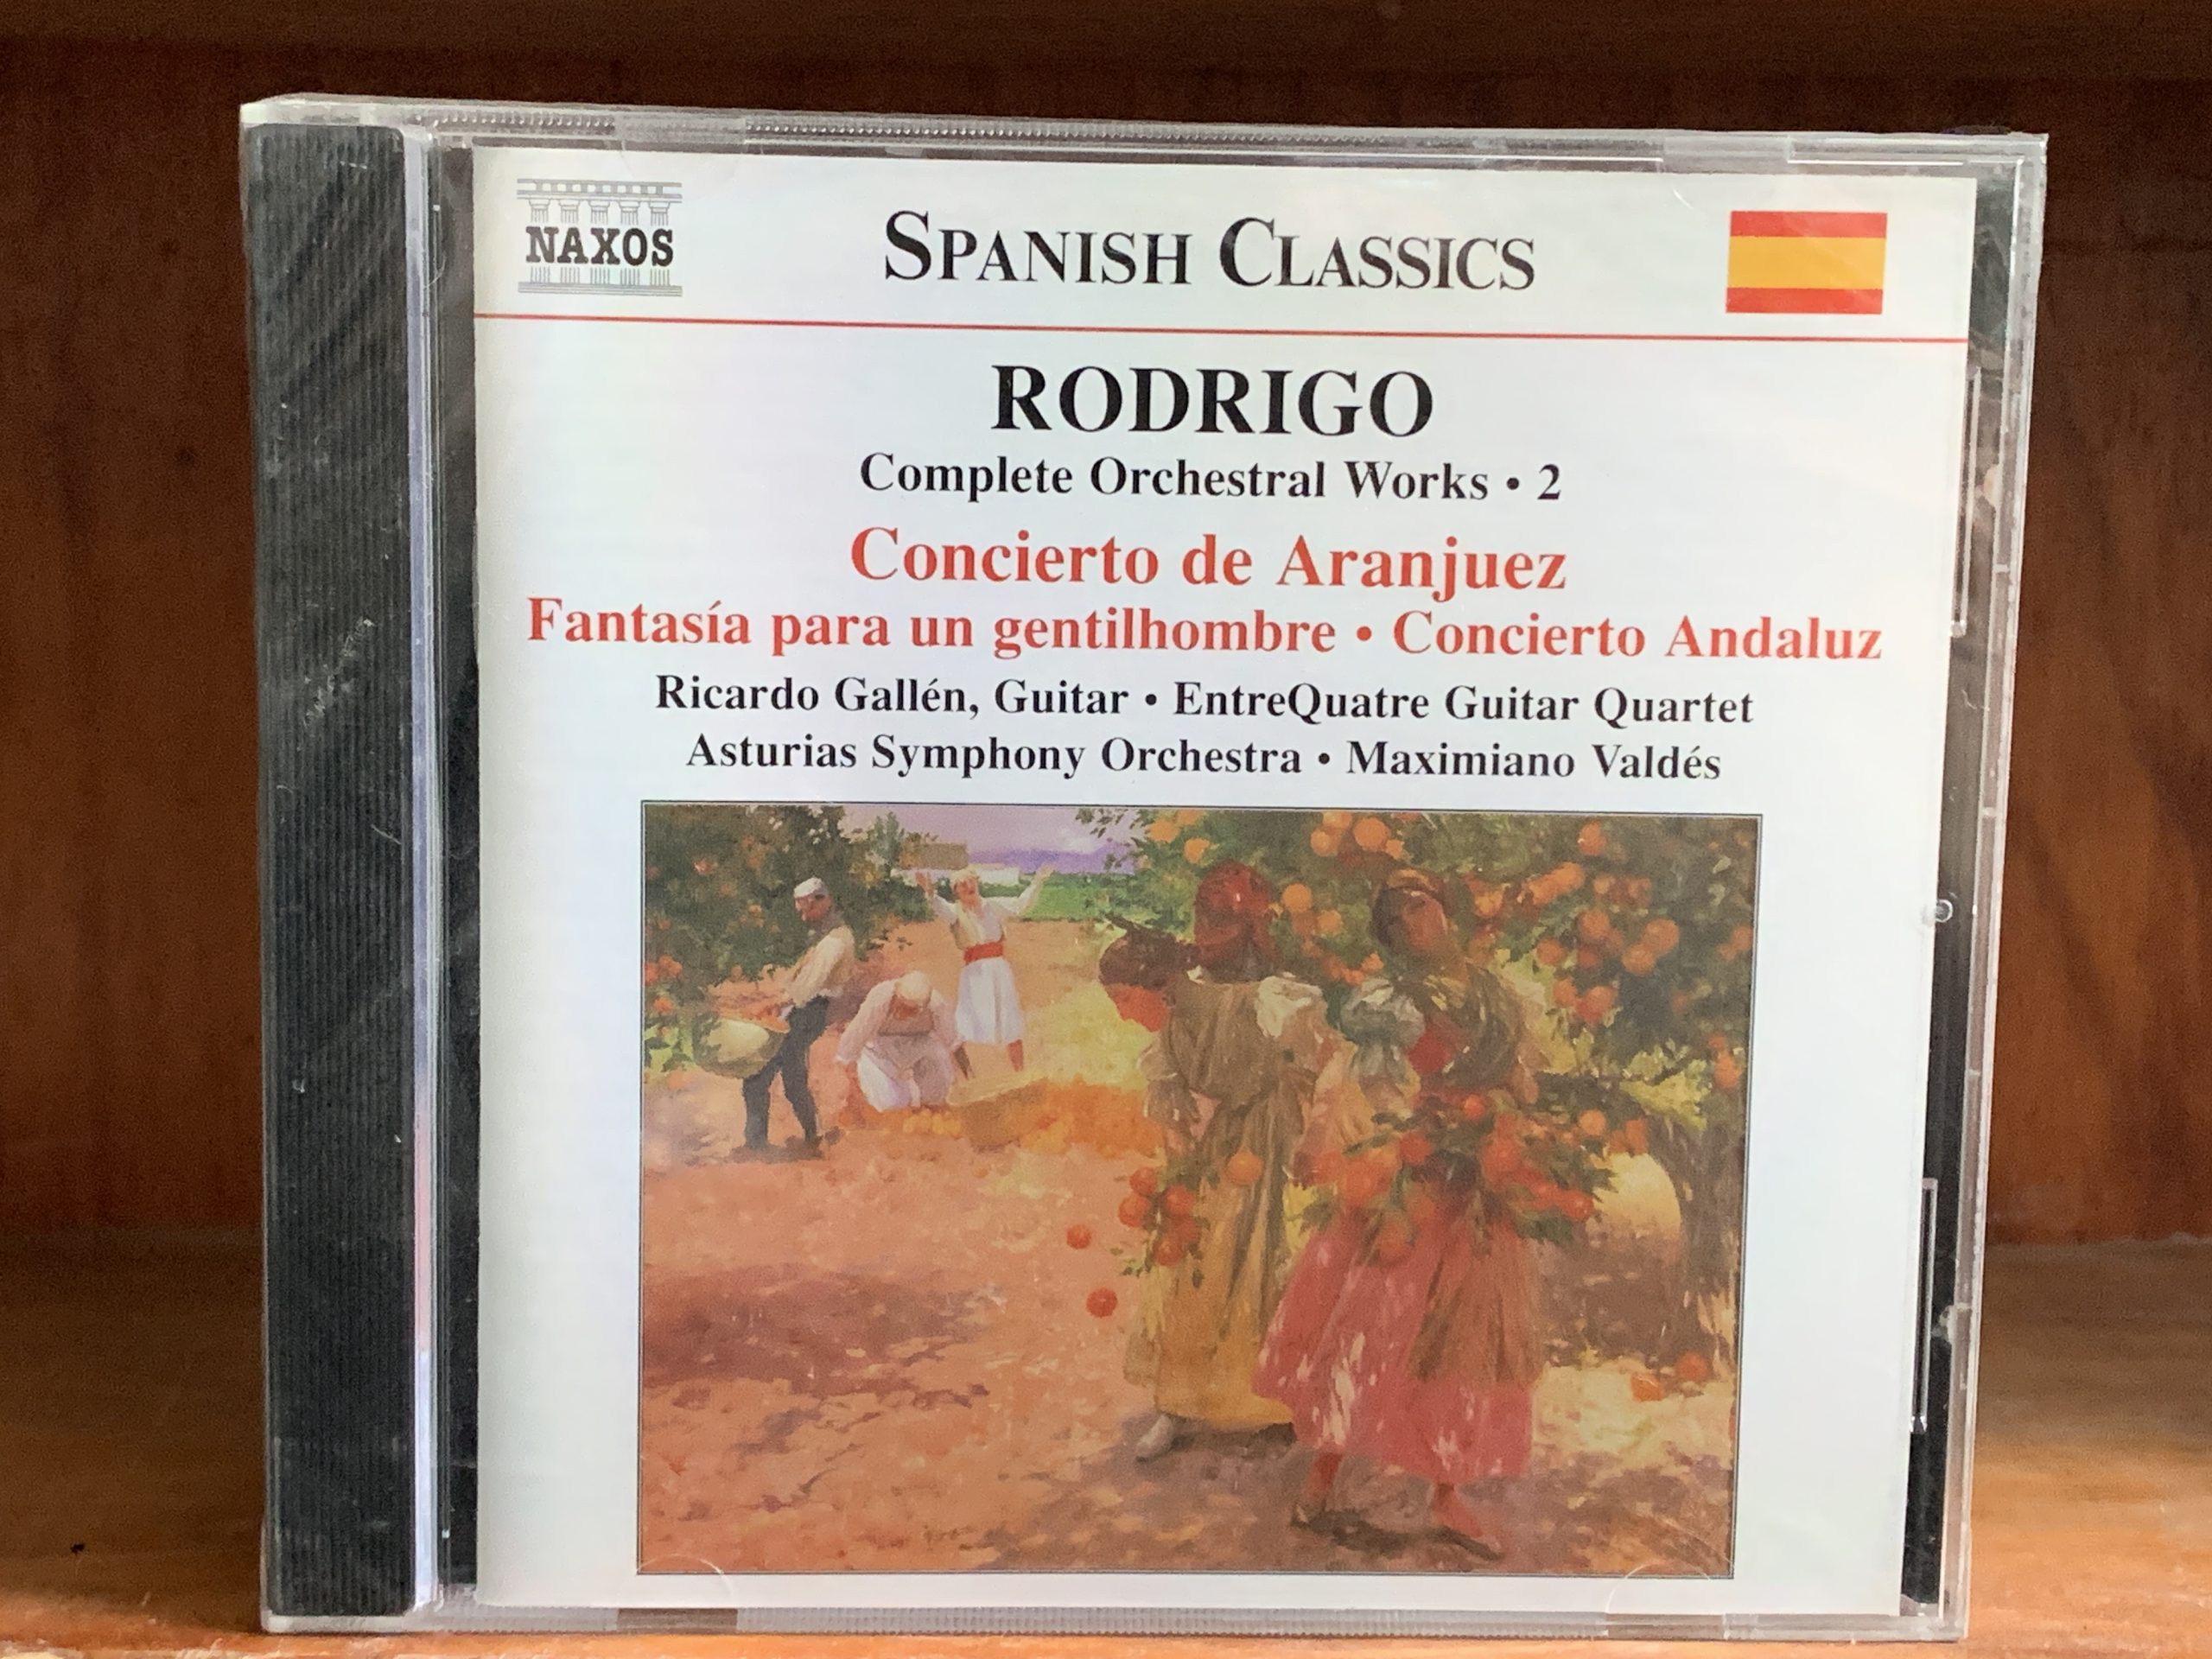 NAXOS
SPANISH CLASSICS
RODRIGO
Complete Orchestral Works • 2
Concierto de Aranjuez
Fantasía para un gentilhombre • Concierto Andaluz
Ricardo Gallén, Guitar • EntreQuatre Guitar Quartet
Asturias Symphony Orchestra • Maximiano Valdés